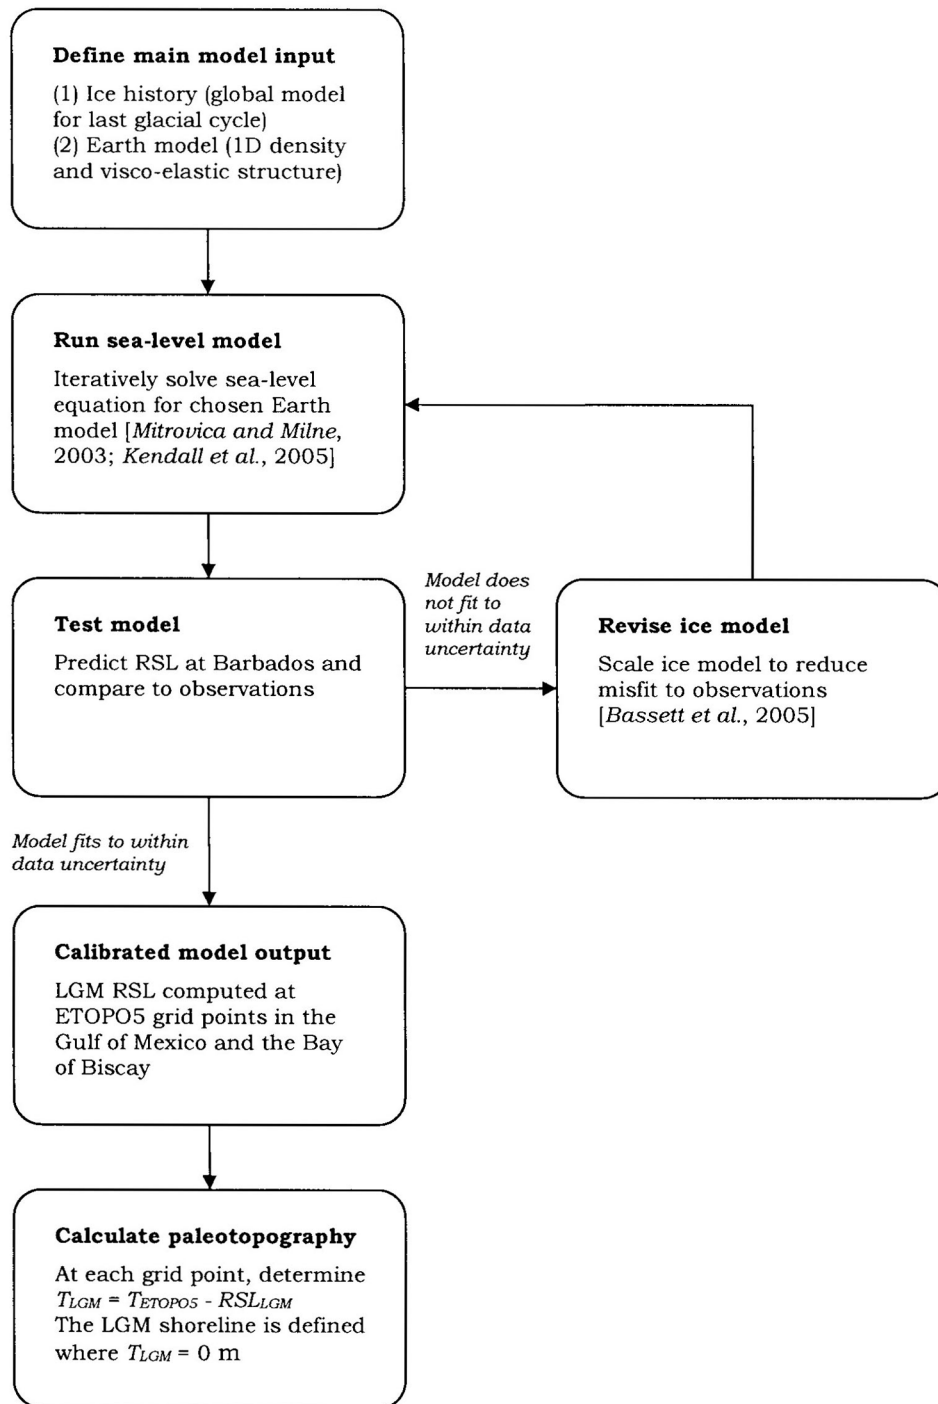 Define main model input
(1) Ice history (global model
for last glacial cycle)
(2) Earth model (1D density
and visco-elastic structure)
Run sea-level model
Iteratively solve sea-level
equation for chosen Earth
model [Mitrovica and Milne,
2003; Kendall et al., 2005]
Test model
Predict RSL at Barbados and
compare to observations
Model does
not fit to
within data
uncertainty
Revise ice model
Scale ice model to reduce
misfit to observations
[Bassett et al., 2005]
Model fits to within
data uncertainty
Calibrated model output
LGM RSL computed at
ETOPO5 grid points in the
Gulf of Mexico and the Bay
of Biscay
Calculate paleotopography
At each grid point, determine
T_LGM = T_ETOPO5 - RSL_LGM
The LGM shoreline is defined
where T_LGM = 0 m